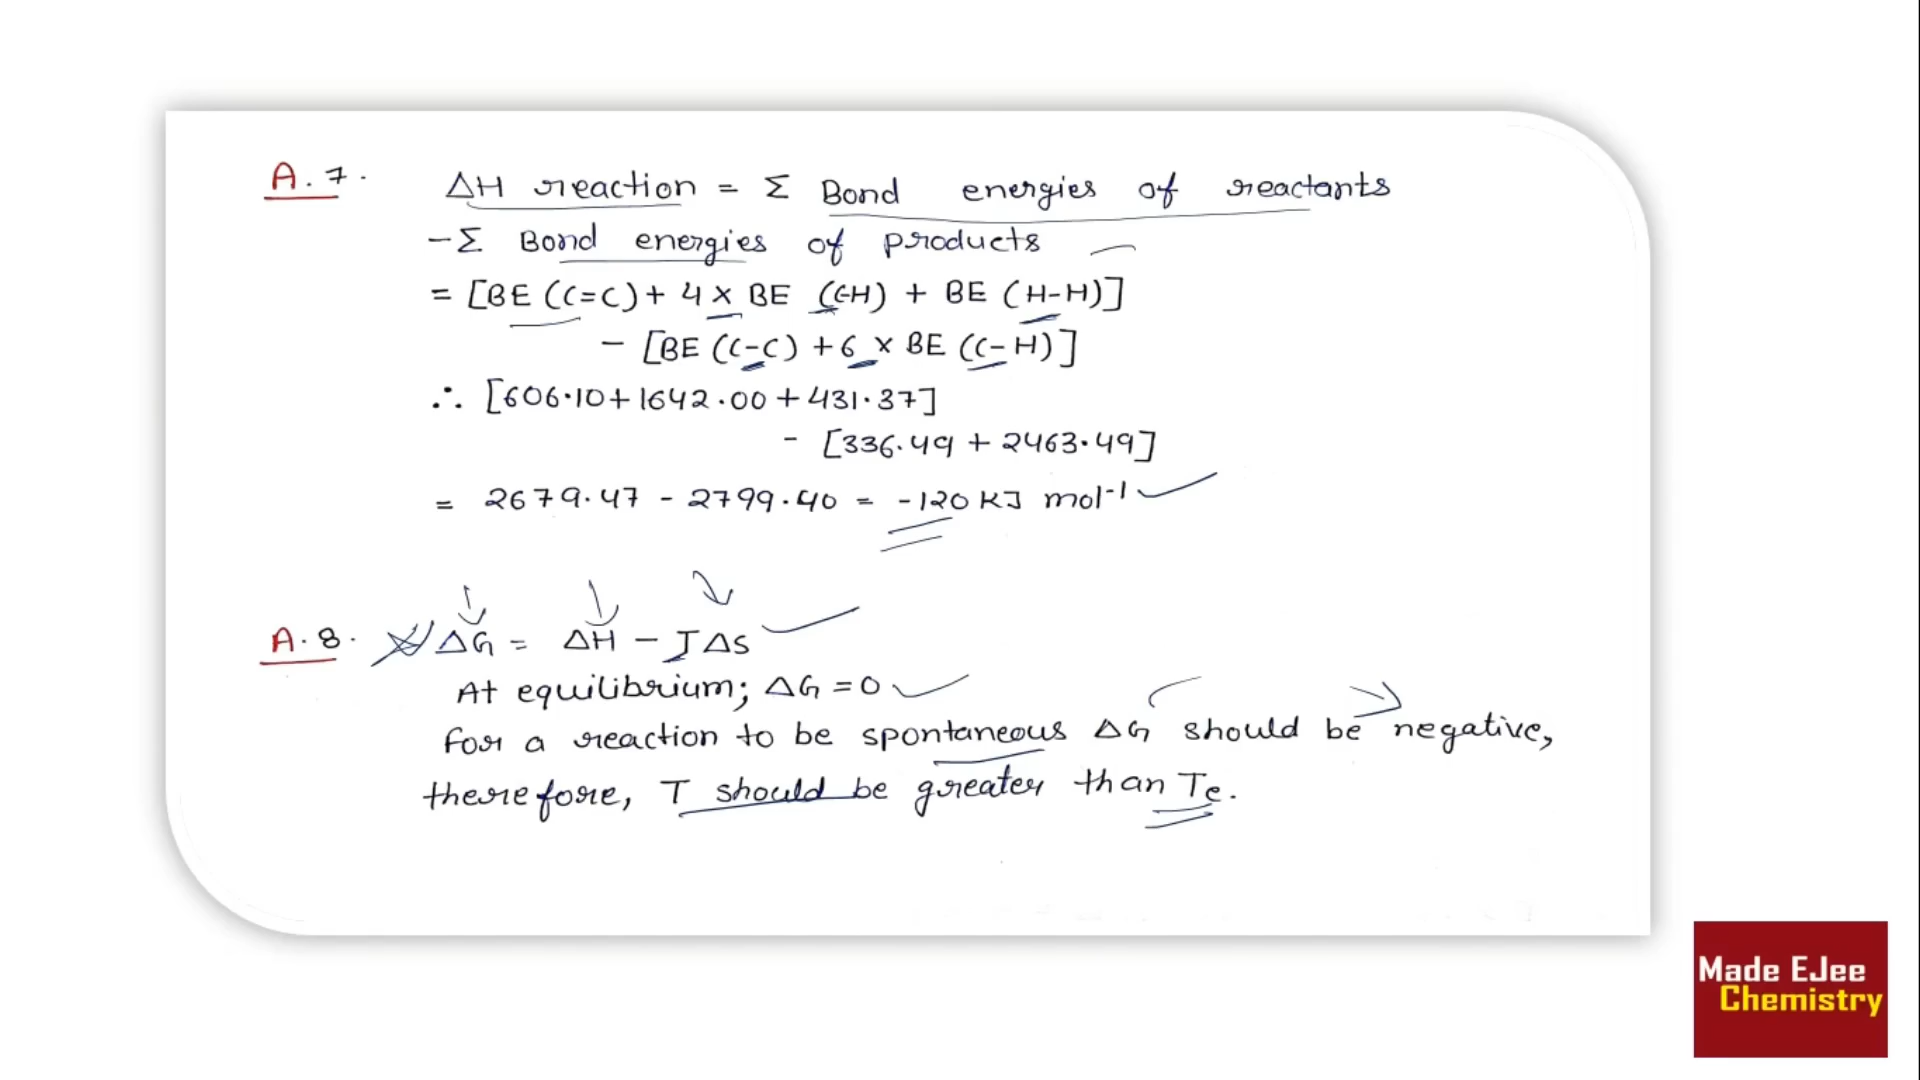 A.7. ΔH reaction = Σ Bond energies of reactants
- Σ Bond energies of products
= [BE (C=C) + 4 × BE (C-H) + BE (H-H)]
- [BE (C-C) + 6 × BE (C-H)]
∴ [606.10 + 1642.00 + 431.37]
- [336.49 + 2463.49]
= 2679.47 - 2799.40 = -120 KJ mol⁻¹
A.8. ΔG = ΔH - TΔS
At equilibrium; ΔG = 0
For a reaction to be spontaneous ΔG should be negative,
therefore, T should be greater than Te.
Made EJee
Chemistry